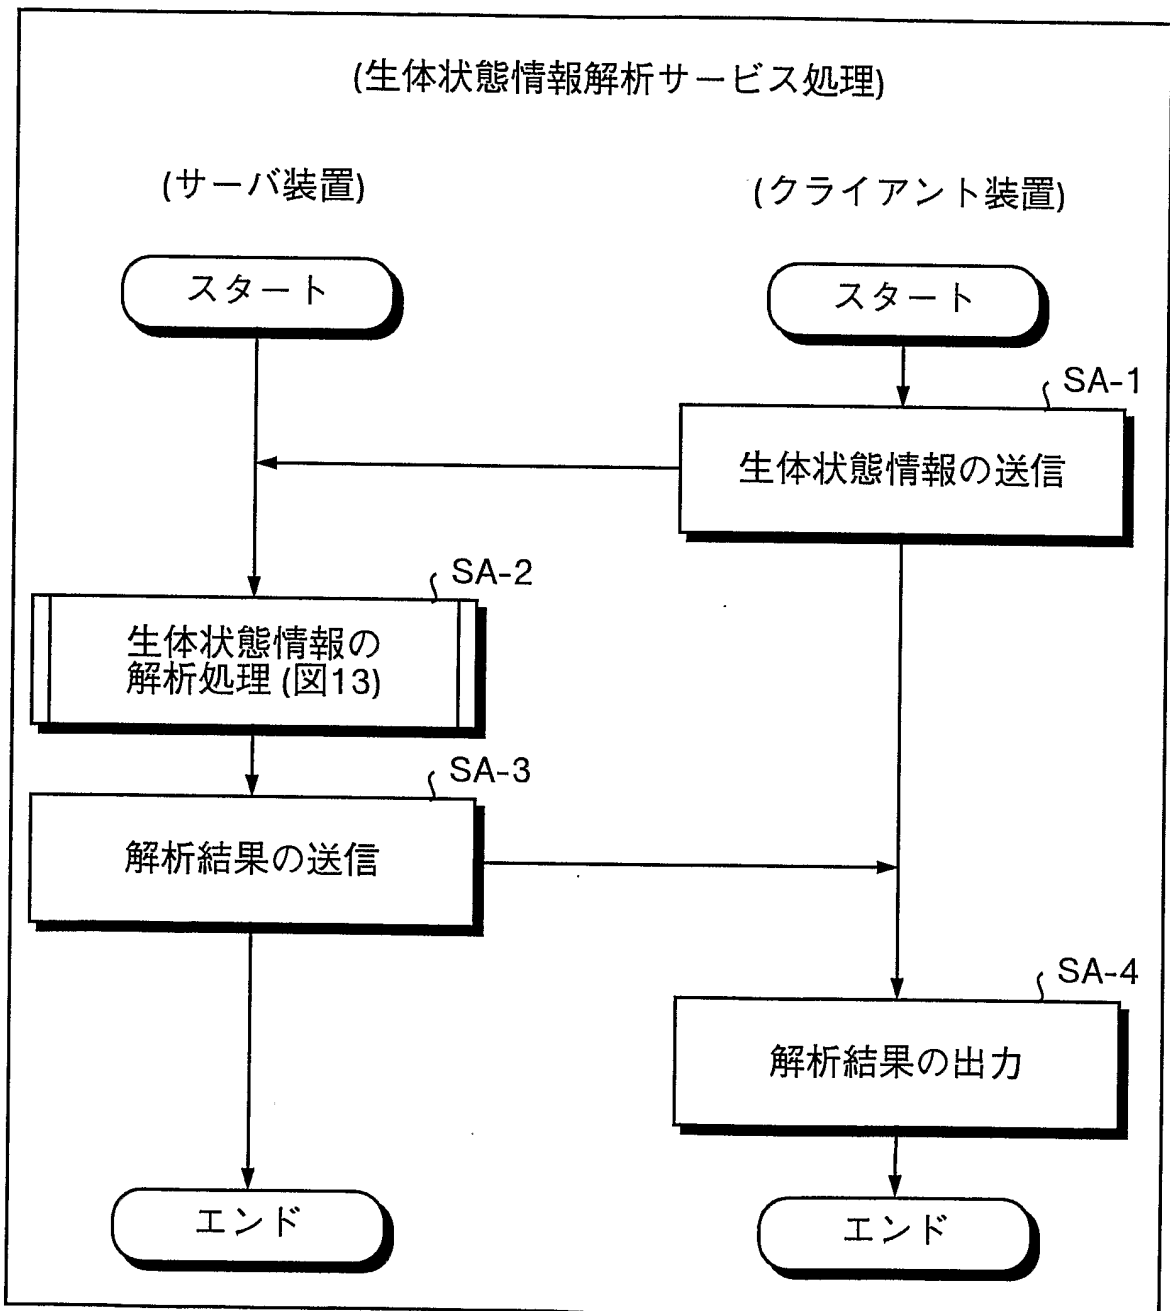 (生体状態情報解析サービス処理)
(サーバ装置)
(クライアント装置)
スタート
スタート
SA-1
生体状態情報の送信
SA-2
生体状態情報の
解析処理(図13)
SA-3
解析結果の送信
SA-4
解析結果の出力
エンド
エンド